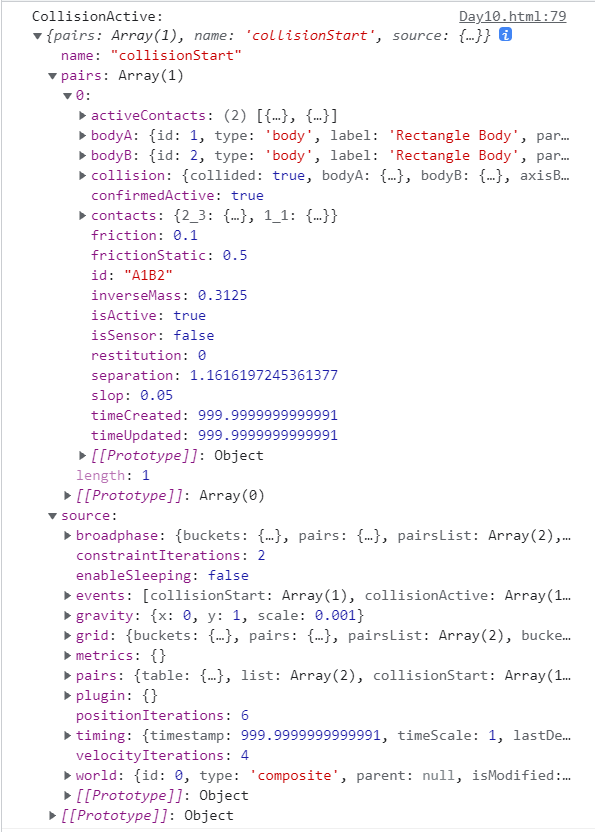 CollisionActive: Day10.html:79
▼{pairs: Array(1), name: 'collisionStart', source: {…}} i
name: "collisionStart"
▼pairs: Array(1)
▼0:
▶activeContacts: (2) [{…}, {…}]
▶bodyA: {id: 1, type: 'body', label: 'Rectangle Body', par…
▶bodyB: {id: 2, type: 'body', label: 'Rectangle Body', par…
▶collision: {collided: true, bodyA: {…}, bodyB: {…}, axisB…
confirmedActive: true
▶contacts: {2_3: {…}, 1_1: {…}}
friction: 0.1
frictionStatic: 0.5
id: "A1B2"
inverseMass: 0.3125
isActive: true
isSensor: false
restitution: 0
separation: 1.1616197245361377
slop: 0.05
timeCreated: 999.9999999999991
timeUpdated: 999.9999999999991
▶[[Prototype]]: Object
length: 1
▶[[Prototype]]: Array(0)
▼source:
▶broadphase: {buckets: {…}, pairs: {…}, pairsList: Array(2),…
constraintIterations: 2
enableSleeping: false
▶events: [collisionStart: Array(1), collisionActive: Array(1…
▶gravity: {x: 0, y: 1, scale: 0.001}
▶grid: {buckets: {…}, pairs: {…}, pairsList: Array(2), bucke…
▶metrics: {}
▶pairs: {table: {…}, list: Array(2), collisionStart: Array(1…
▶plugin: {}
positionIterations: 6
▶timing: {timestamp: 999.9999999999991, timeScale: 1, lastDe…
velocityIterations: 4
▶world: {id: 0, type: 'composite', parent: null, isModified:…
▶[[Prototype]]: Object
▶[[Prototype]]: Object